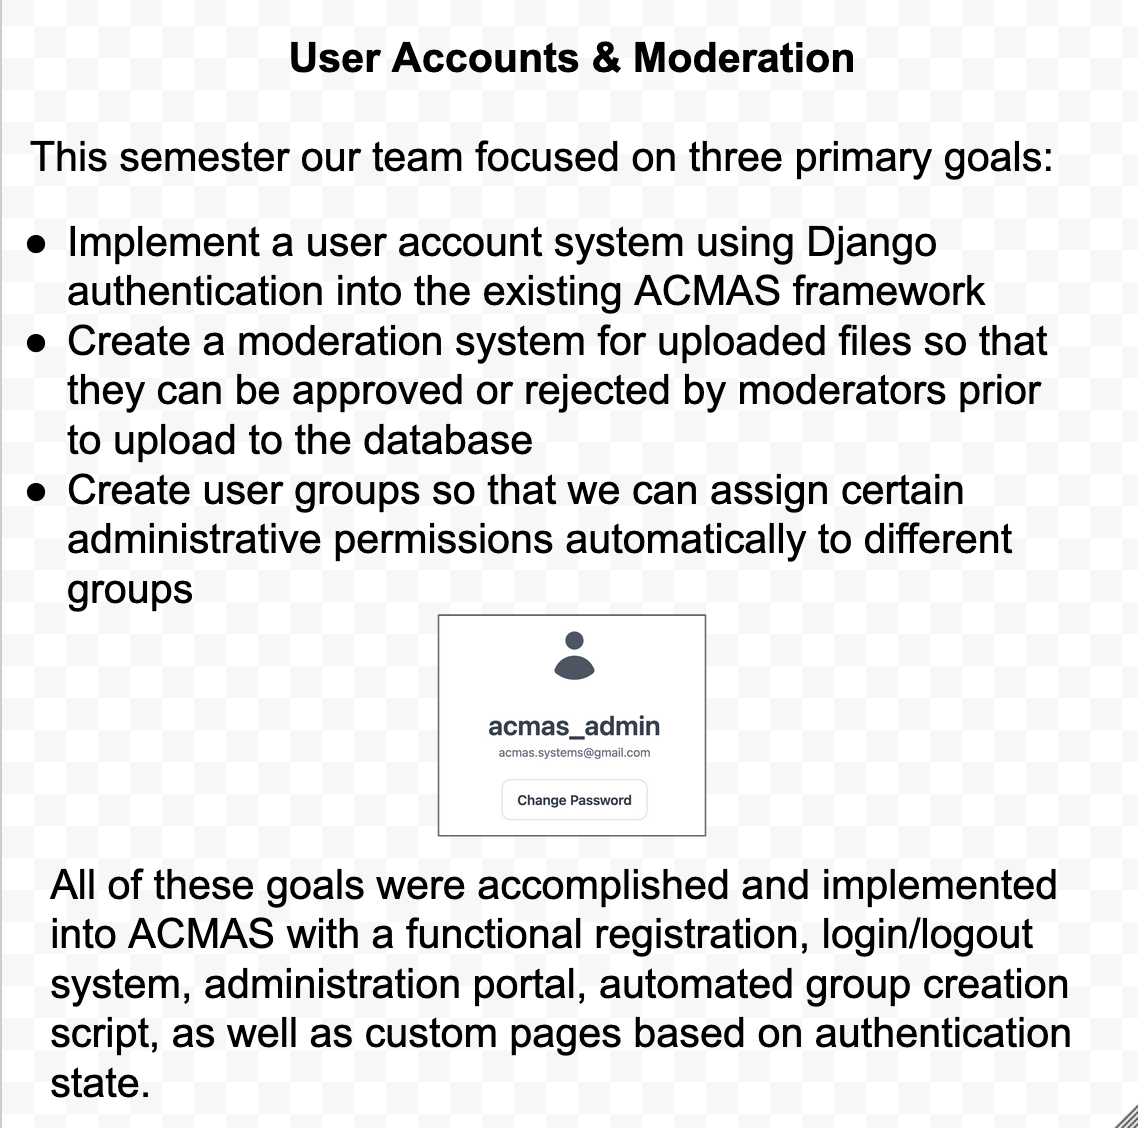 User Accounts & Moderation
This semester our team focused on three primary goals:
● Implement a user account system using Django
authentication into the existing ACMAS framework
● Create a moderation system for uploaded files so that
they can be approved or rejected by moderators prior
to upload to the database
● Create user groups so that we can assign certain
administrative permissions automatically to different
groups
acmas_admin
acmas.systems@gmail.com
Change Password
All of these goals were accomplished and implemented
into ACMAS with a functional registration, login/logout
system, administration portal, automated group creation
script, as well as custom pages based on authentication
state.